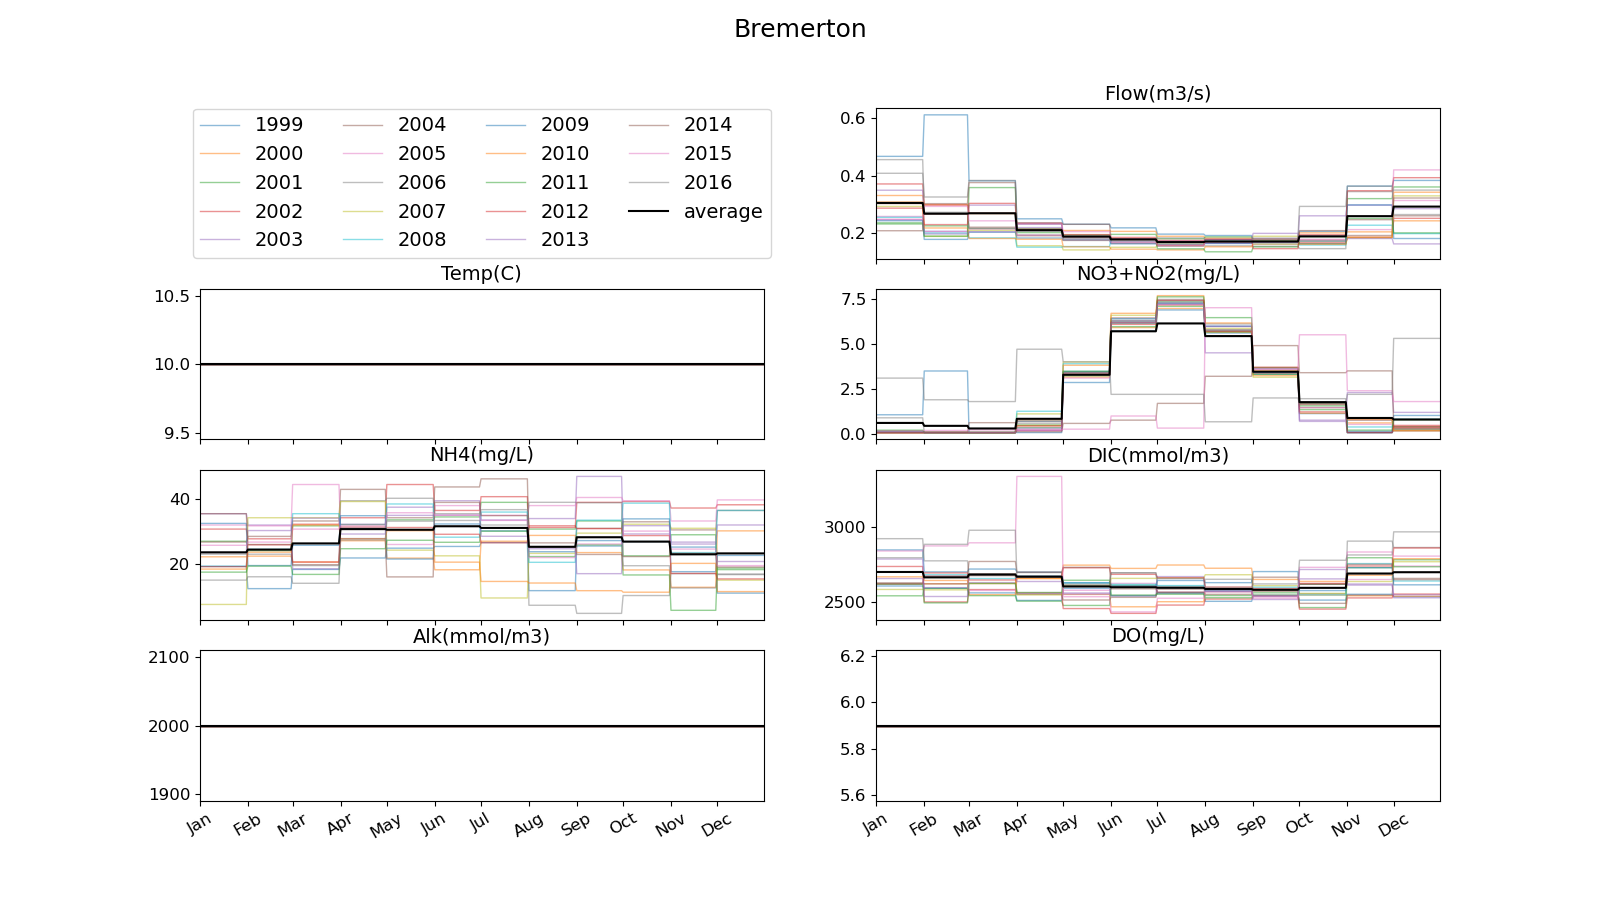 Bremerton
1999 2004 2009 2014
2000 2005 2010 2015
2001 2006 2011 2016
2002 2007 2012 average
2003 2008 2013
Flow(m3/s)
0.6
0.4
0.2
Temp(C)
10.5
10.0
9.5
NO3+NO2(mg/L)
7.5
5.0
2.5
0.0
NH4(mg/L)
40
20
DIC(mmol/m3)
3000
2500
Alk(mmol/m3)
2100
2000
1900
Jan Feb Mar Apr May Jun Jul Aug Sep Oct Nov Dec
DO(mg/L)
6.2
6.0
5.8
5.6
Jan Feb Mar Apr May Jun Jul Aug Sep Oct Nov Dec